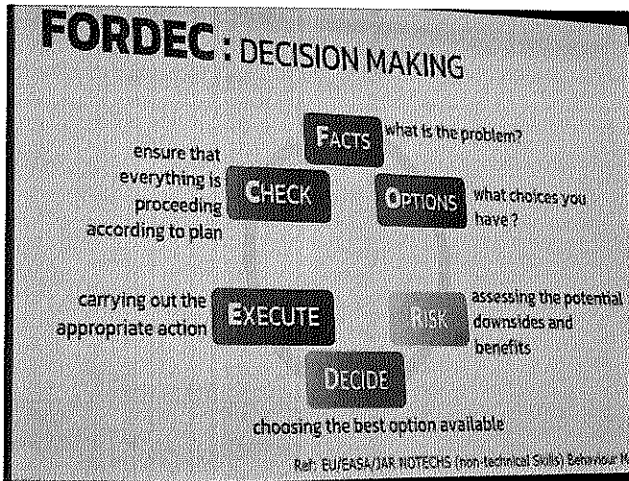 FORDEC : DECISION MAKING
FACTS
what is the problem?
OPTIONS
what choices you
have ?
RISK
assessing the potential
downsides and
benefits
DECIDE
choosing the best option available
EXECUTE
carrying out the
appropriate action
CHECK
ensure that
everything is
proceeding
according to plan
Ref: EU/EASA/JAR NOTECHS (non-technical Skills) Behaviour